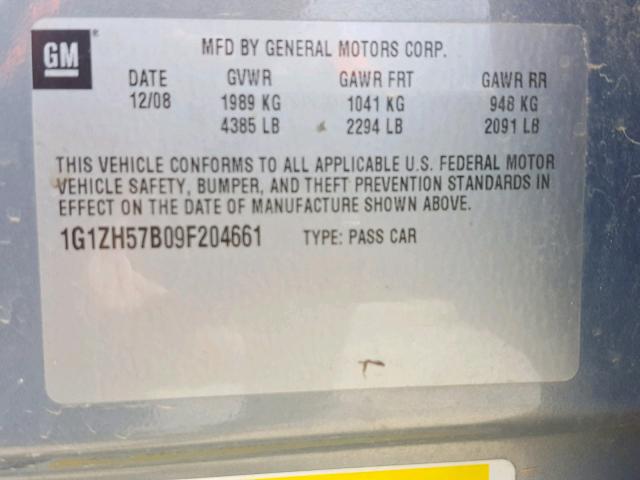 GM ®
MFD BY GENERAL MOTORS CORP.
DATE GVWR GAWR FRT GAWR RR
12/08 1989 KG 1041 KG 948 KG
4385 LB 2294 LB 2091 LB
THIS VEHICLE CONFORMS TO ALL APPLICABLE U.S. FEDERAL MOTOR
VEHICLE SAFETY, BUMPER, AND THEFT PREVENTION STANDARDS IN
EFFECT ON THE DATE OF MANUFACTURE SHOWN ABOVE.
1G1ZH57B09F204661 TYPE: PASS CAR